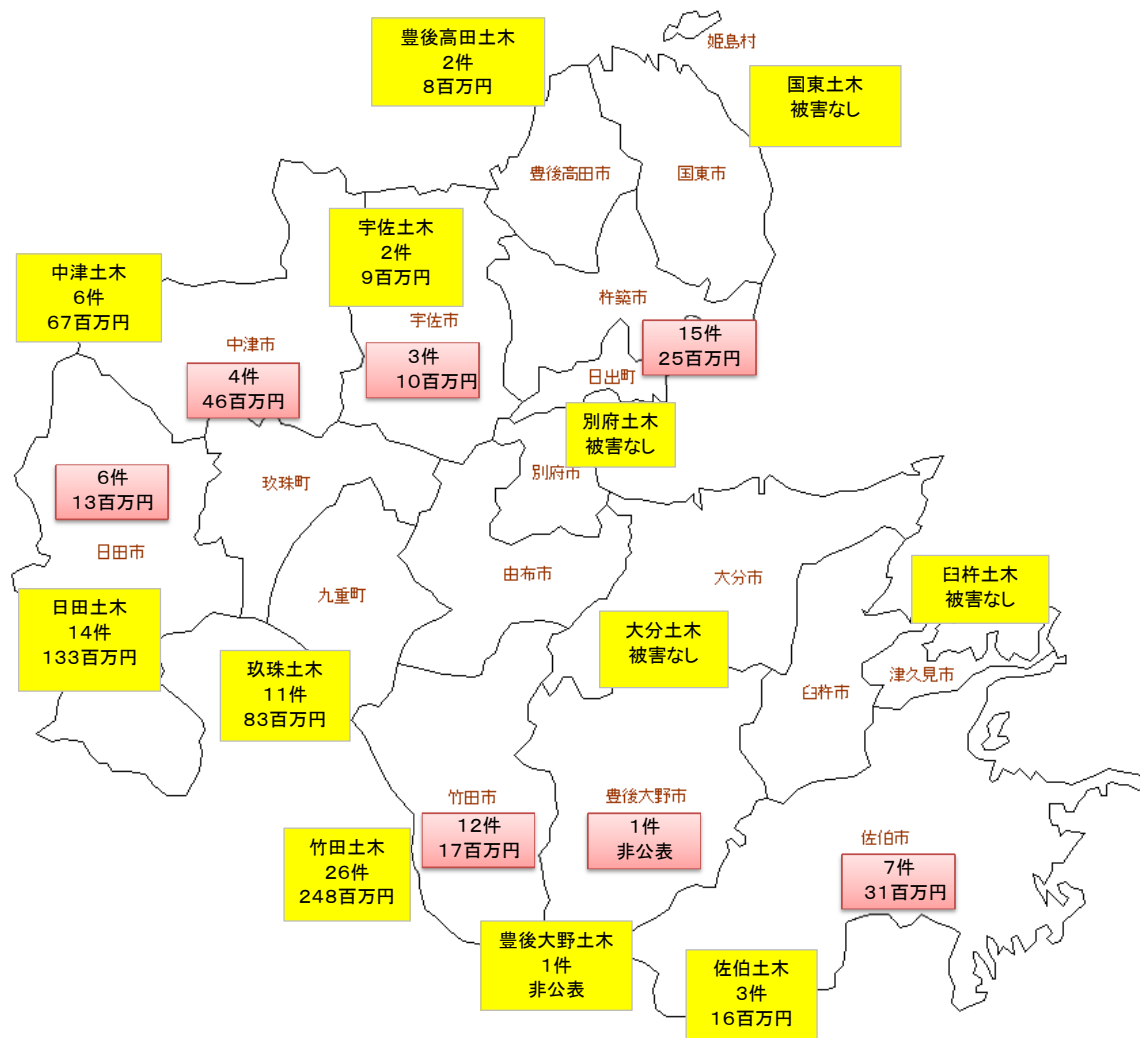 姫島村
豊後高田土木
2件
8百万円
国東土木
被害なし
豊後高田市
国東市
宇佐土木
2件
9百万円
中津土木
6件
67百万円
杵築市
宇佐市
15件
25百万円
中津市
3件
10百万円
4件
46百万円
日出町
別府土木
被害なし
別府市
玖珠町
6件
13百万円
日田市
九重町
由布市
大分市
臼杵土木
被害なし
日田土木
14件
133百万円
大分土木
被害なし
玖珠土木
11件
83百万円
津久見市
臼杵市
竹田市
12件
17百万円
豊後大野市
1件
非公表
竹田土木
26件
248百万円
佐伯市
7件
31百万円
豊後大野土木
1件
非公表
佐伯土木
3件
16百万円